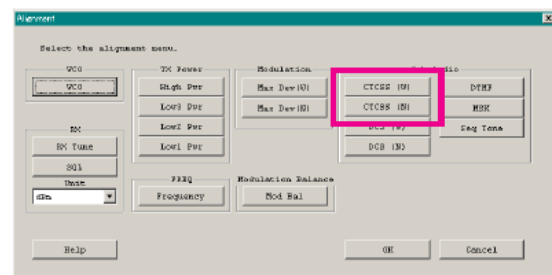 Alignment
Select the alignment menu.
VCO
VCO
RX
RX Tune
SQL
Unit
dBm
TX Power
High Pwr
Low3 Pwr
Low2 Pwr
Low1 Pwr
FREQ
Frequency
Modulation
Max Dev(W)
Max Dev(N)
Modulation Balance
Mod Bal
CTCSS (W)
CTCSS (N)
DCS (W)
DCS (N)
DTMF
MSK
Seq Tone
Help
OK
Cancel